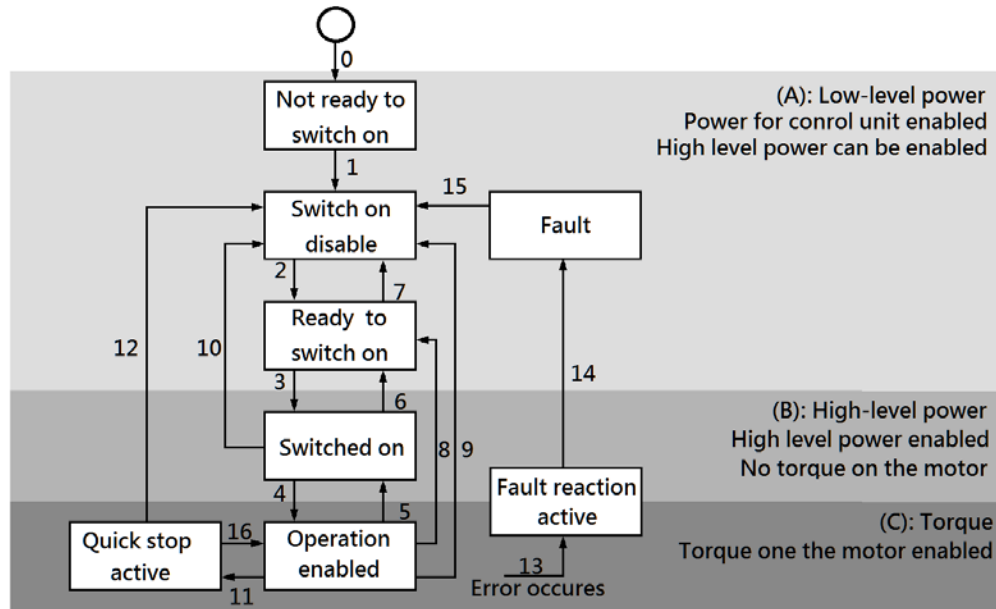 0
Not ready to
switch on
(A): Low-level power
Power for conrol unit enabled
High level power can be enabled
1
15
Switch on
disable
Fault
2
7
Ready to
switch on
12
10
14
3
6
(B): High-level power
High level power enabled
No torque on the motor
Switched on
8
9
Fault reaction
active
4
5
(C): Torque
Torque one the motor enabled
Quick stop
active
16
Operation
enabled
11
13
Error occures